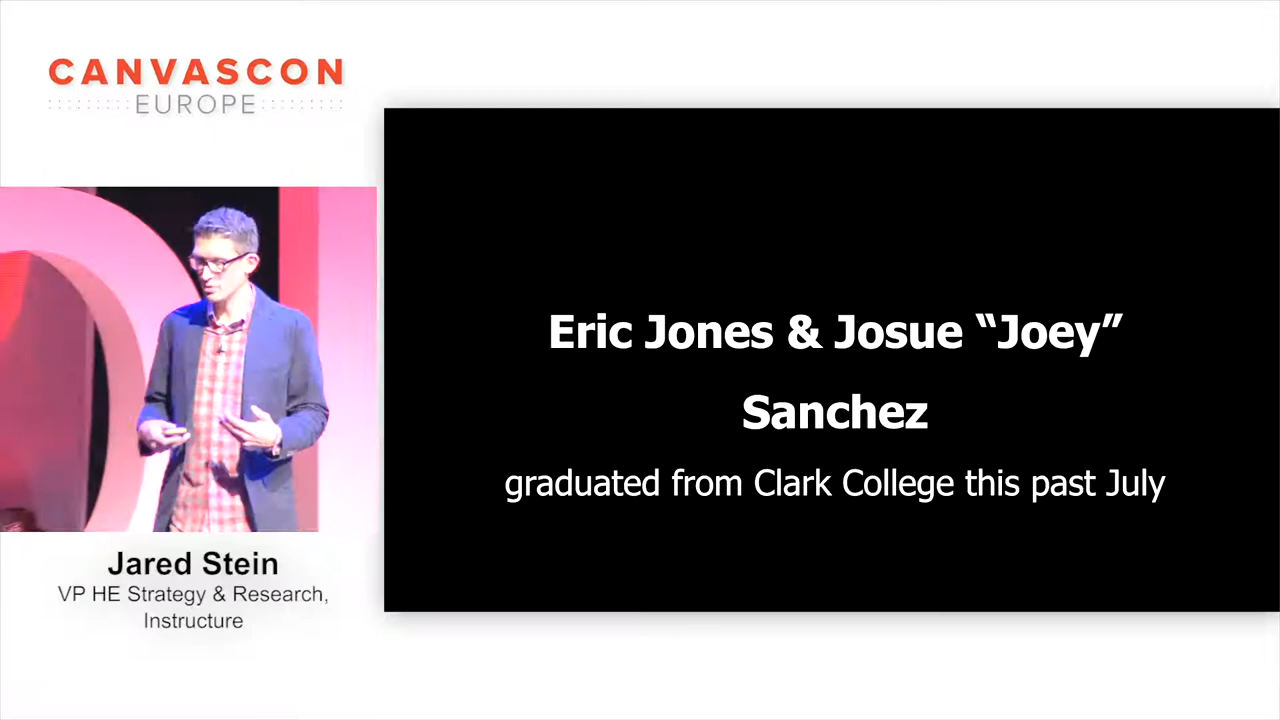 CANVASCON
EUROPE
Eric Jones & Josue “Joey”
Sanchez
graduated from Clark College this past July
Jared Stein
VP HE Strategy & Research,
Instructure